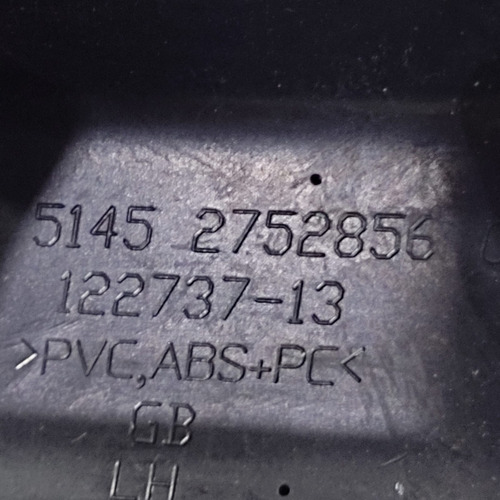 5145 2752856
122737-13
>PVC,ABS+PC<
GB
LH